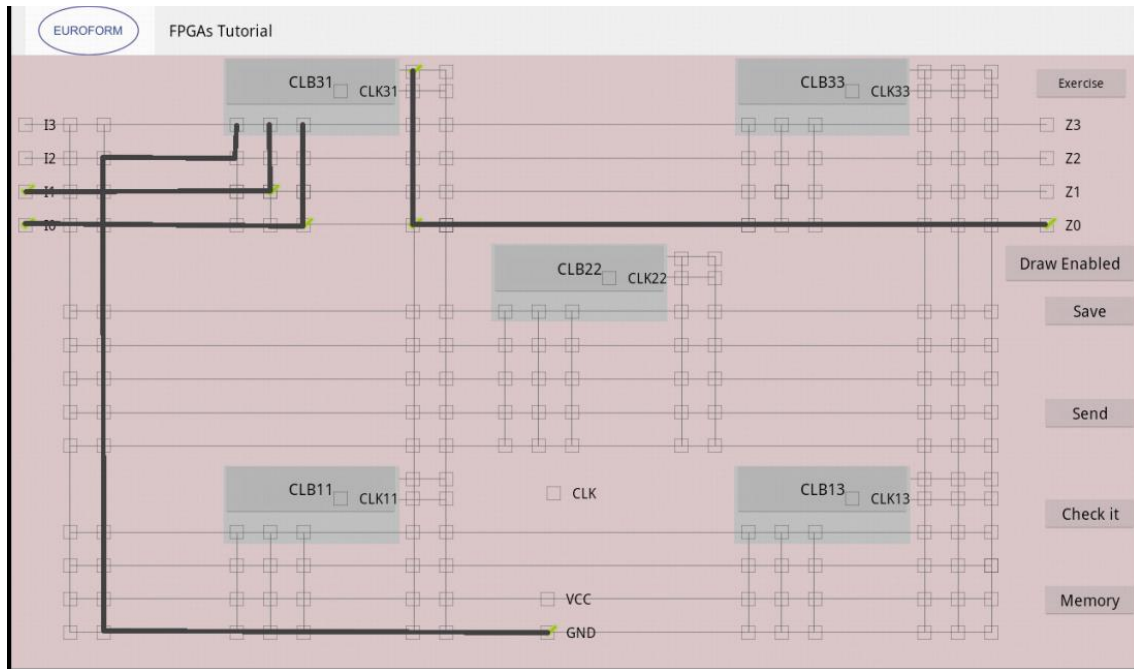 EUROFORM
FPGAs Tutorial
CLB31
CLK31
CLB33
CLK33
Exercise
I3
Z3
I2
Z2
I1
Z1
I0
Z0
CLB22
CLK22
Draw Enabled
Save
Send
CLB11
CLK11
CLK
CLB13
CLK13
Check it
VCC
Memory
GND